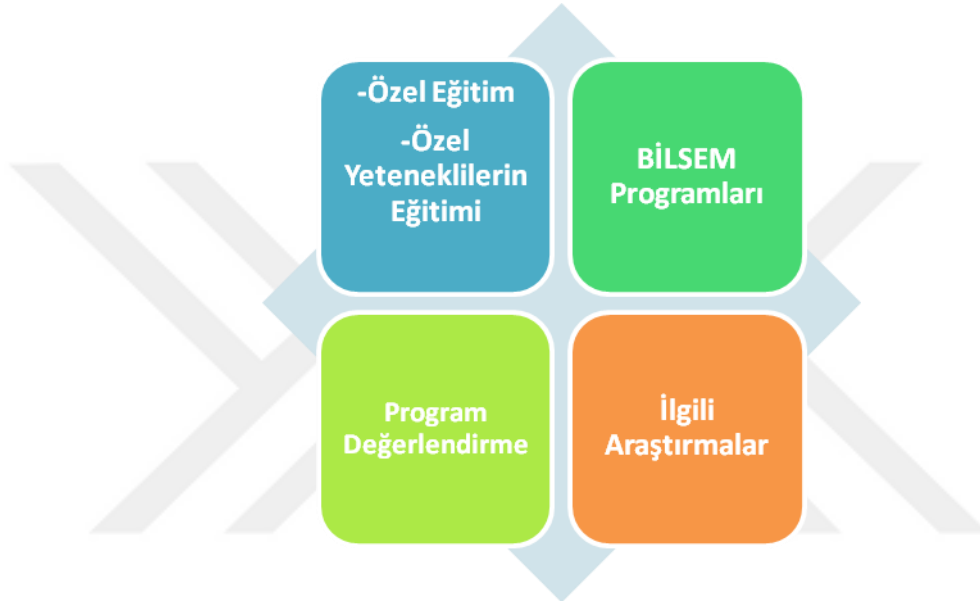 -Özel Eğitim
-Özel
Yeteneklilerin
Eğitimi
BİLSEM
Programları
Program
Değerlendirme
İlgili
Araştırmalar